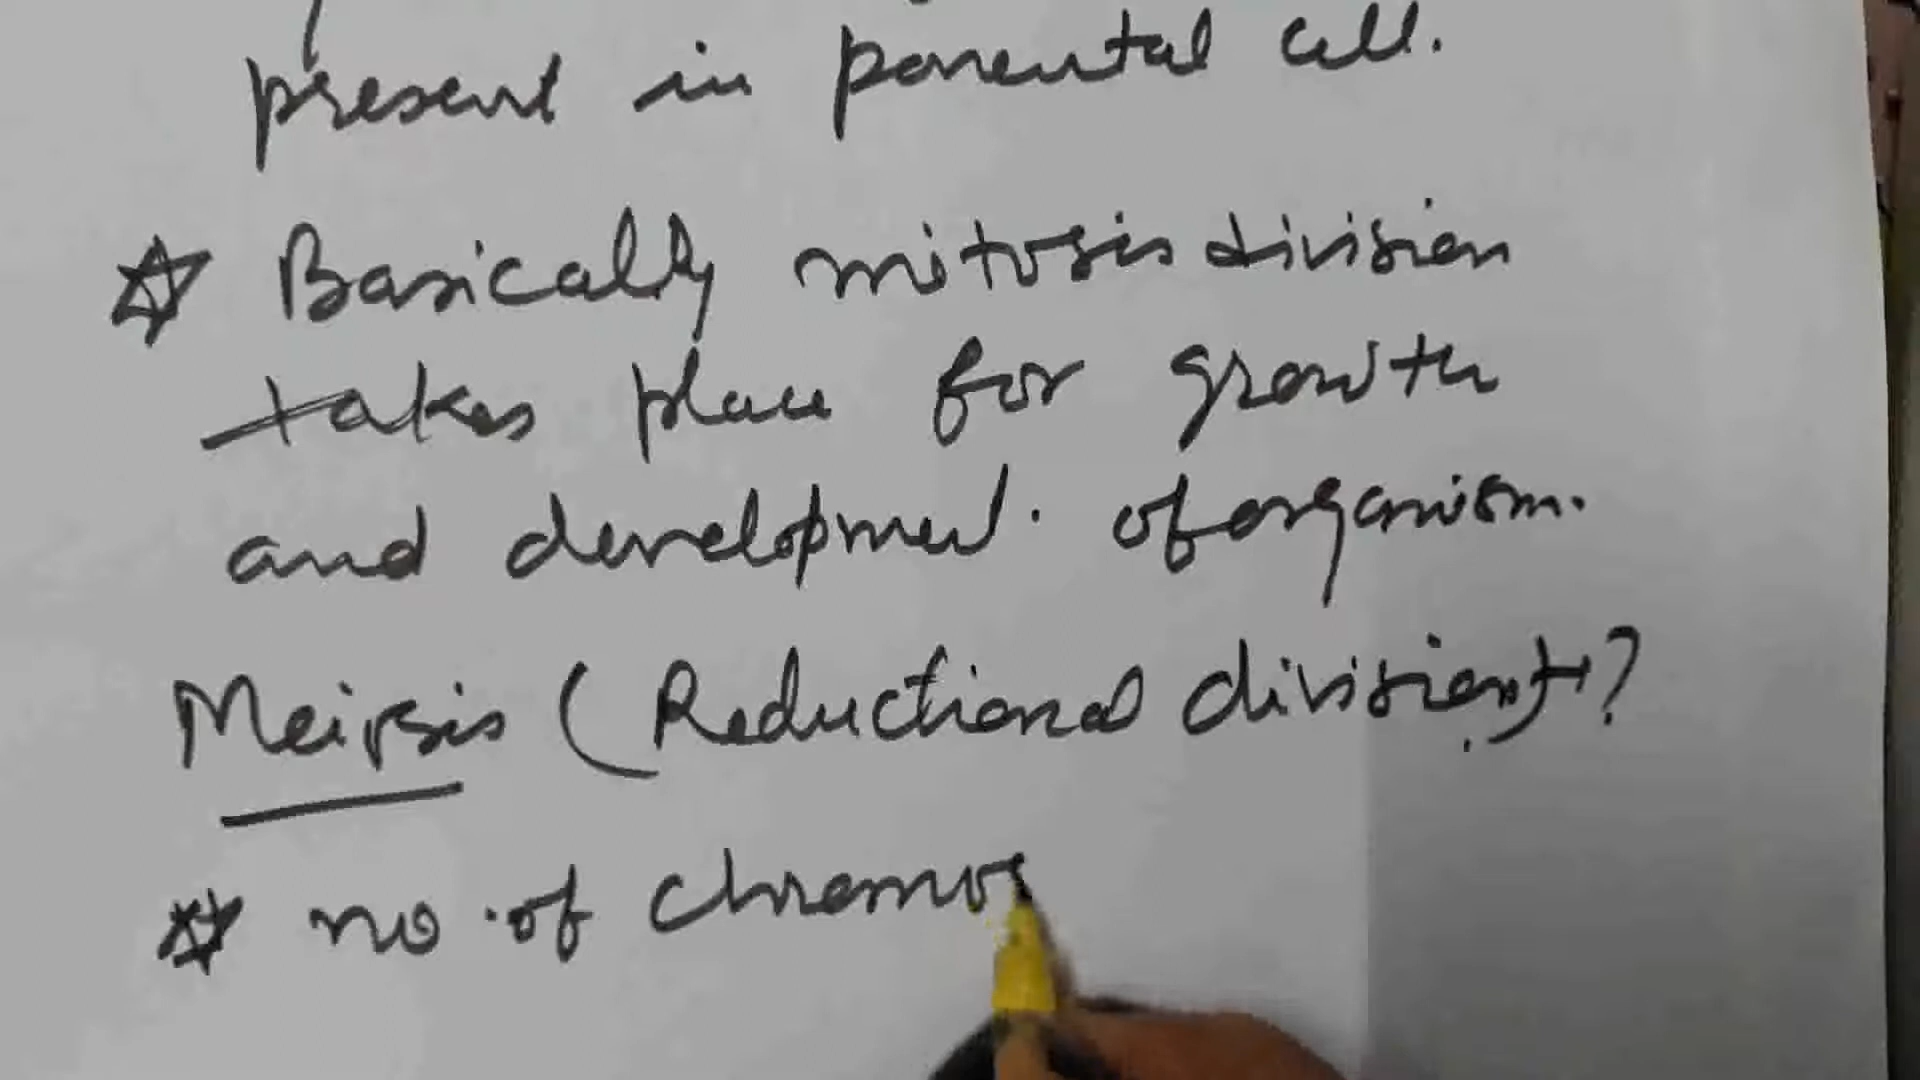 present in parental cell.
☆ Basically mitosis division
takes place for growth
and development. of organism.
Meiosis (Reductional division)-?
☆ no. of chromos